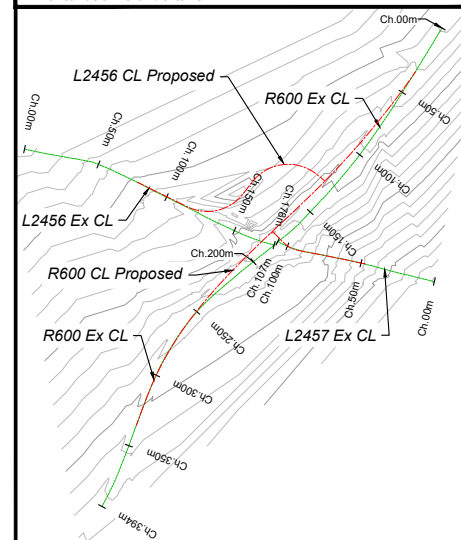 Ch.00m
L2456 CL Proposed
R600 Ex CL
Ch.00m
Ch.50m
Ch.50m
Ch.100m
Ch.100m
Ch.150m
Ch.178m
L2456 Ex CL
Ch.150m
Ch.200m
R600 CL Proposed
Ch.107m
Ch.100m
Ch.50m
Ch.00m
L2457 Ex CL
R600 Ex CL
Ch.250m
Ch.300m
Ch.350m
Ch.394m